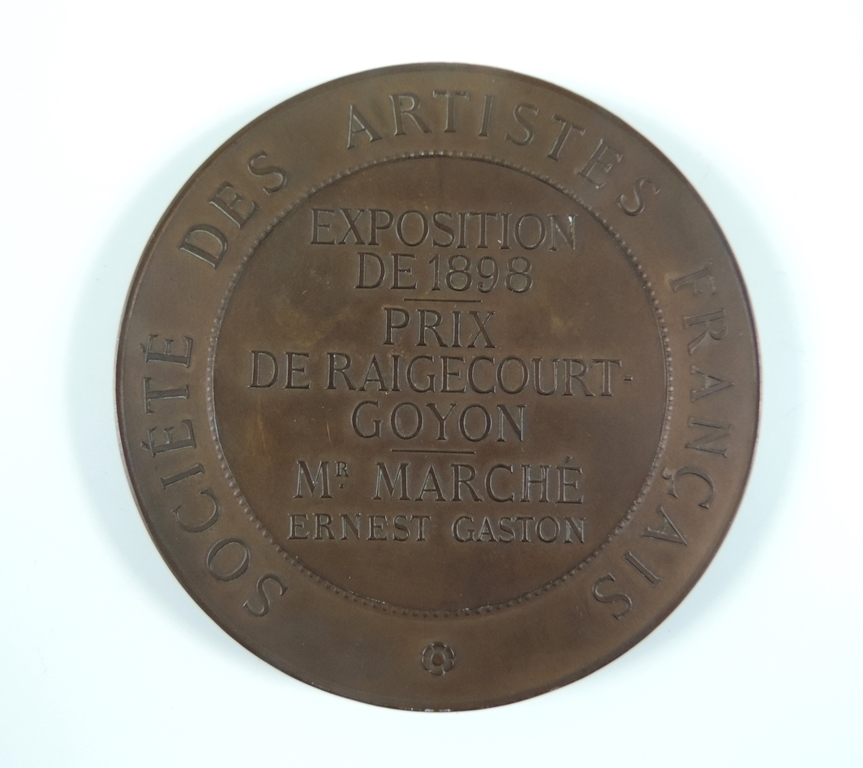 SOCIÉTÉ DES ARTISTES FRANÇAIS
EXPOSITION
DE 1898
PRIX
DE RAIGECOURT-
GOYON
MR. MARCHÉ
ERNEST GASTON